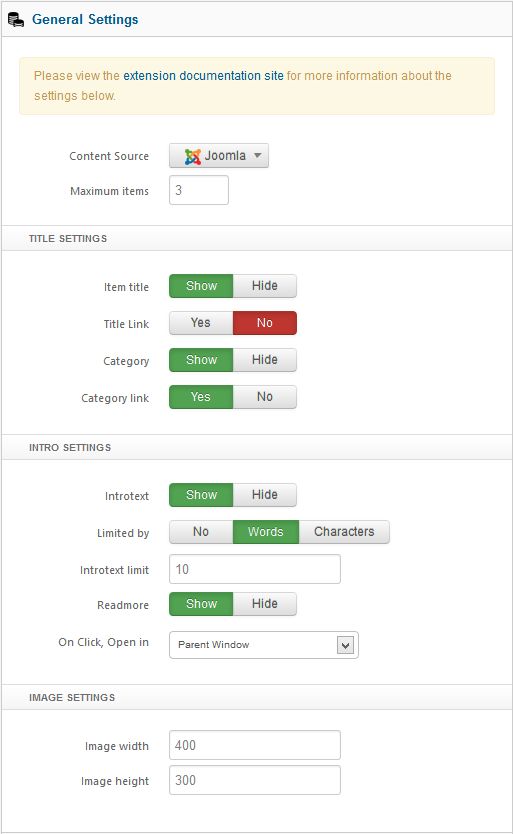 General Settings
Please view the extension documentation site for more information about the
settings below.
Content Source Joomla
Maximum items 3
TITLE SETTINGS
Item title Show Hide
Title Link Yes No
Category Show Hide
Category link Yes No
INTRO SETTINGS
Introtext Show Hide
Limited by No Words Characters
Introtext limit 10
Readmore Show Hide
On Click, Open in Parent Window
IMAGE SETTINGS
Image width 400
Image height 300